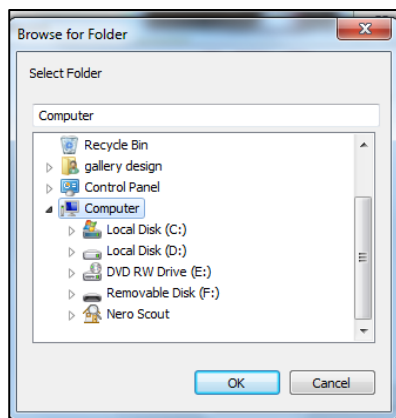 Browse for Folder
Select Folder
Computer
Recycle Bin
gallery design
Control Panel
Computer
Local Disk (C:)
Local Disk (D:)
DVD RW Drive (E:)
Removable Disk (F:)
Nero Scout
OK
Cancel